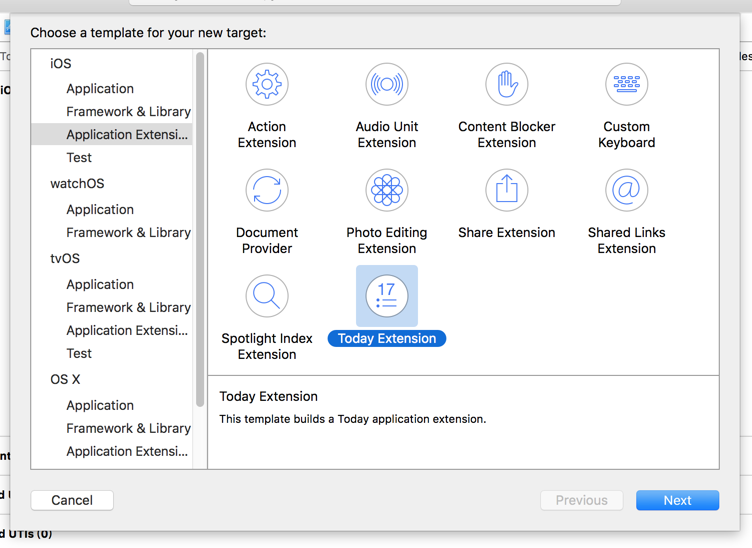 Choose a template for your new target:
iOS
Application
Framework & Library
Application Extensi...
Test
watchOS
Application
Framework & Library
tvOS
Application
Framework & Library
Application Extensi...
Test
OS X
Application
Framework & Library
Application Extensi...
Action
Extension
Audio Unit
Extension
Content Blocker
Extension
Custom
Keyboard
Document
Provider
Photo Editing
Extension
Share Extension
Shared Links
Extension
Spotlight Index
Extension
17
Today Extension
Today Extension
This template builds a Today application extension.
Cancel
Previous
Next
d UTIs (0)